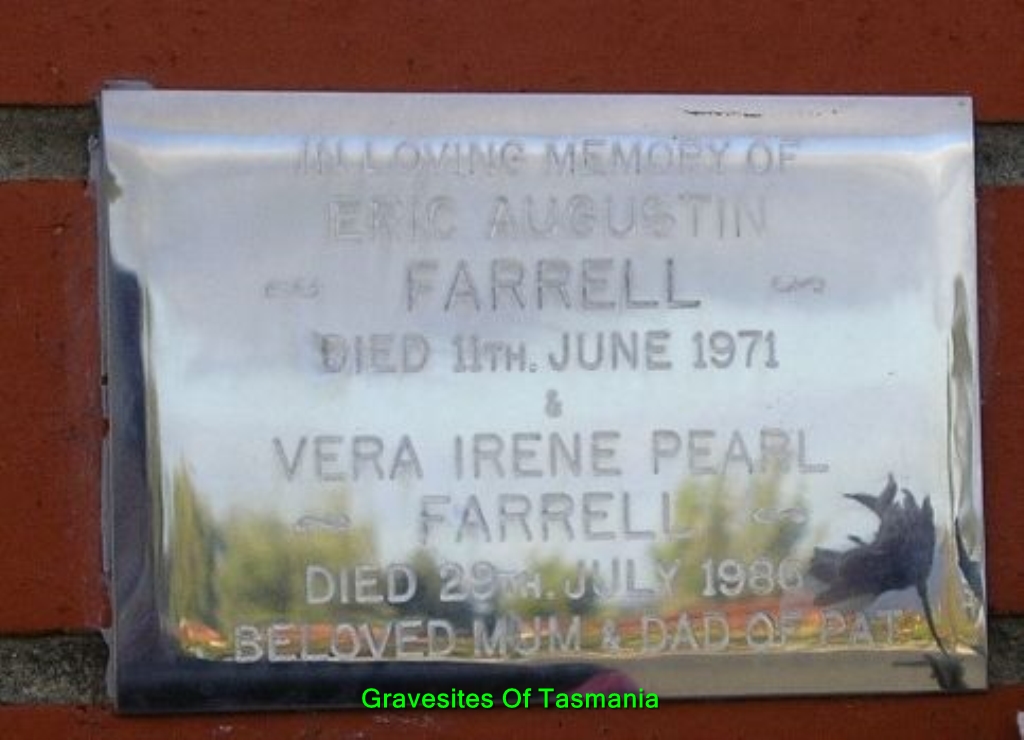 IN LOVING MEMORY OF
ERIC AUGUSTIN
FARRELL
DIED 11TH. JUNE 1971
&
VERA IRENE PEARL
FARRELL
DIED 29TH. JULY 1986
BELOVED MUM & DAD OF PAT
Gravesites Of Tasmania